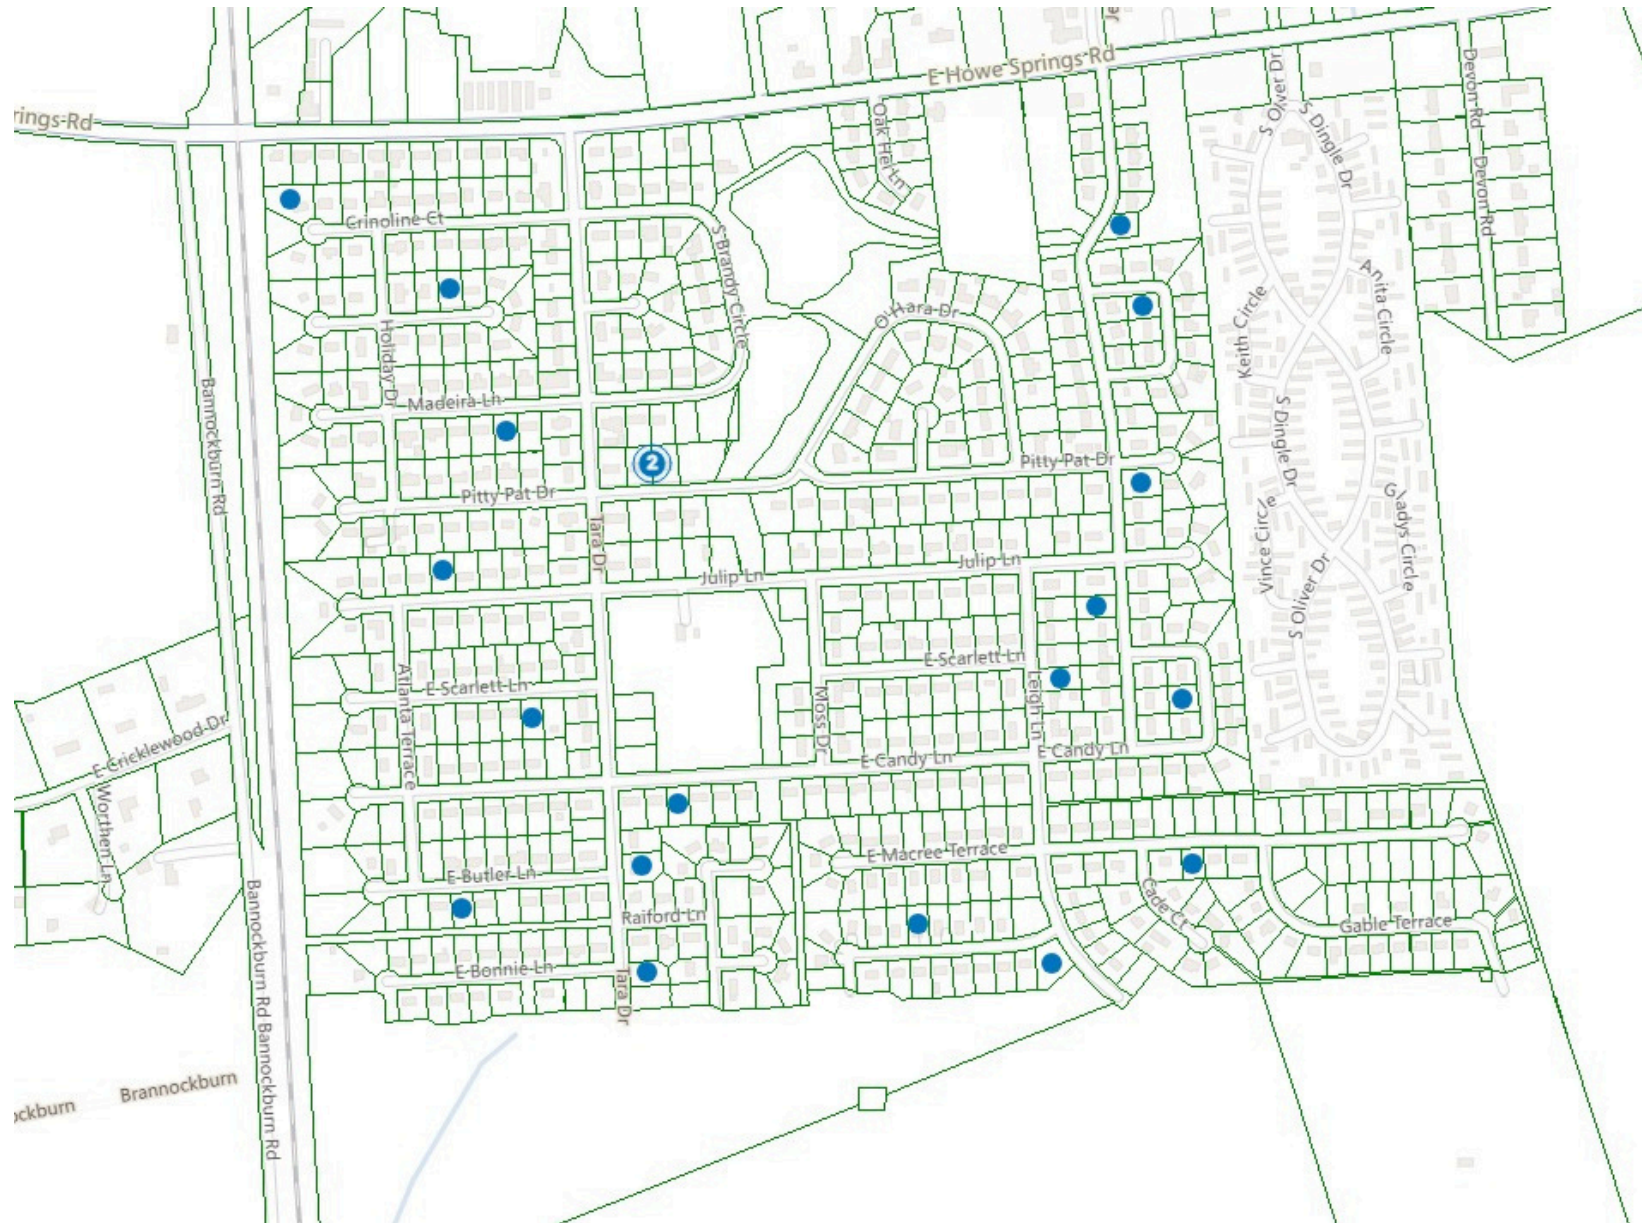 E Howe Springs Rd
rings Rd
S Oliver Dr
Devon Rd
Oak Hei Ln
S Dingle Dr
Devon Rd
Crinoline Ct
S Brandy Circle
Anita Circle
Keith Circle
O'Hara Dr
Holiday Dr
Madeira Ln
Bannockburn Rd
S Dingle Dr
2
Pitty Pat Dr
Pitty Pat Dr
Gladys Circle
Vince Circle
Tara Dr
Julip Ln
Julip Ln
S Oliver Dr
E Scarlett Ln
E Scarlett Ln
Atlanta Terrace
Moss Dr
Leigh Ln
E Cricklewood Dr
E Candy Ln
E Candy Ln
Worthen Ln
E Macree Terrace
E Butler Ln
Cade Ct
Raiford Ln
Gable Terrace
E Bonnie Ln
Tara Dr
Bannockburn Rd
Bannockburn Rd
Brannockburn
ockburn